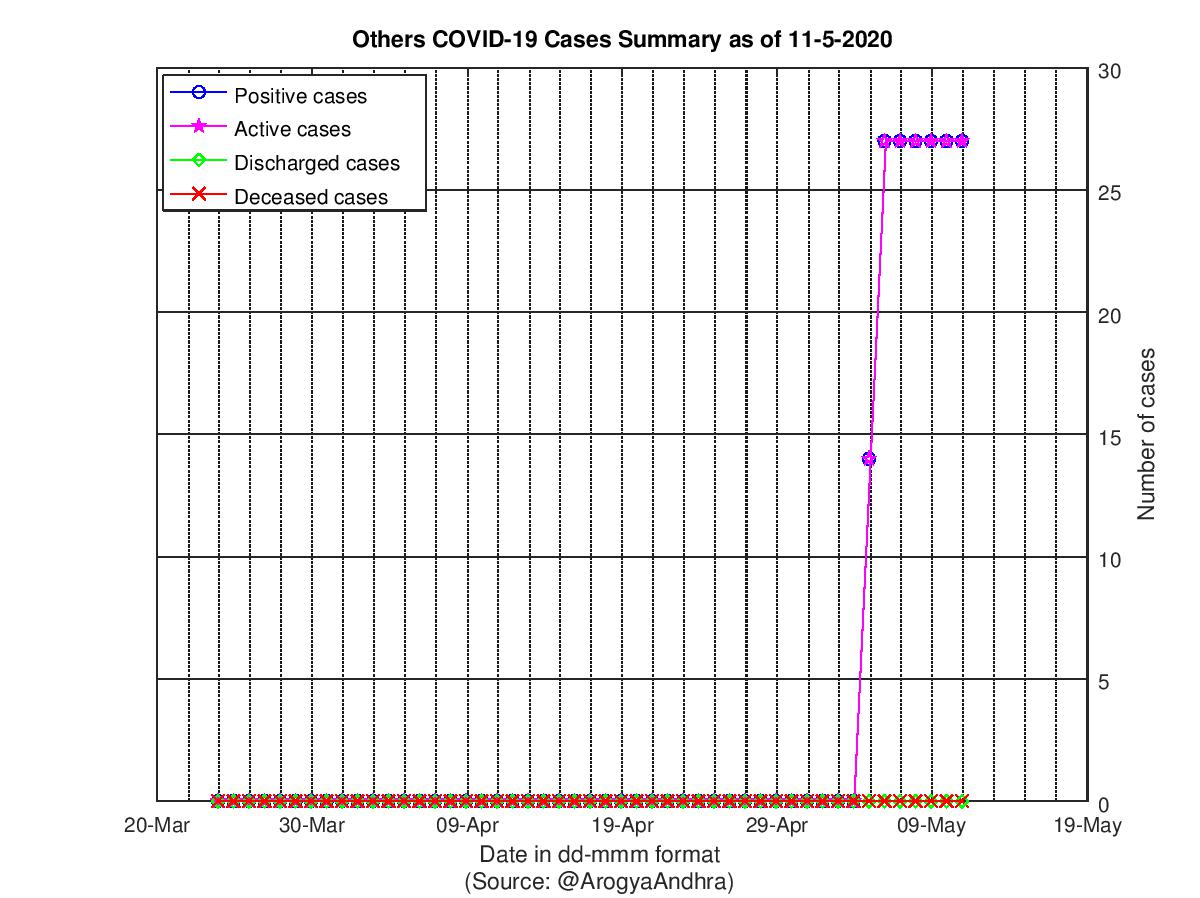 Others COVID-19 Cases Summary as of 11-5-2020
Positive cases
Active cases
Discharged cases
Deceased cases
30
25
20
15
10
5
0
Number of cases
20-Mar 30-Mar 09-Apr 19-Apr 29-Apr 09-May 19-May
Date in dd-mmm format
(Source: @ArogyaAndhra)